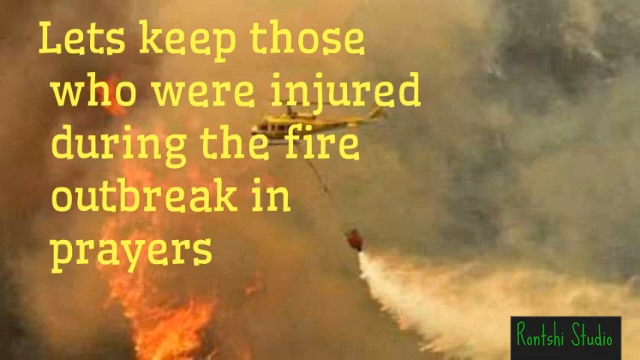 Lets keep those
who were injured
during the fire
outbreak in
prayers
Rontshi Studio